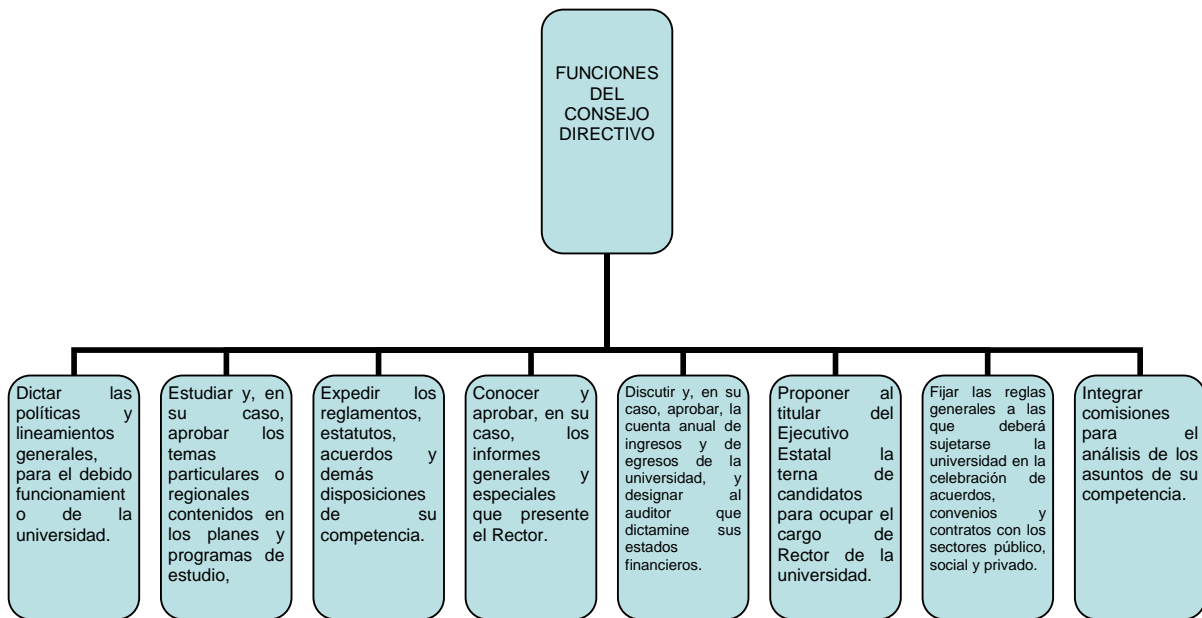 FUNCIONES
DEL
CONSEJO
DIRECTIVO
Dictar las
políticas y
lineamientos
generales,
para el debido
funcionamient
o de la
universidad.
Estudiar y, en
su caso,
aprobar los
temas
particulares o
regionales
contenidos en
los planes y
programas de
estudio,
Expedir los
reglamentos,
estatutos,
acuerdos y
demás
disposiciones
de su
competencia.
Conocer y
aprobar, en su
caso, los
informes
generales y
especiales
que presente
el Rector.
Discutir y, en su
caso, aprobar, la
cuenta anual de
ingresos y de
egresos de la
universidad, y
designar al
auditor que
dictamine sus
estados
financieros.
Proponer al
titular del
Ejecutivo
Estatal la
terna de
candidatos
para ocupar el
cargo de
Rector de la
universidad.
Fijar las reglas
generales a las
que deberá
sujetarse la
universidad en la
celebración de
acuerdos,
convenios y
contratos con los
sectores público,
social y privado.
Integrar
comisiones
para el
análisis de los
asuntos de su
competencia.